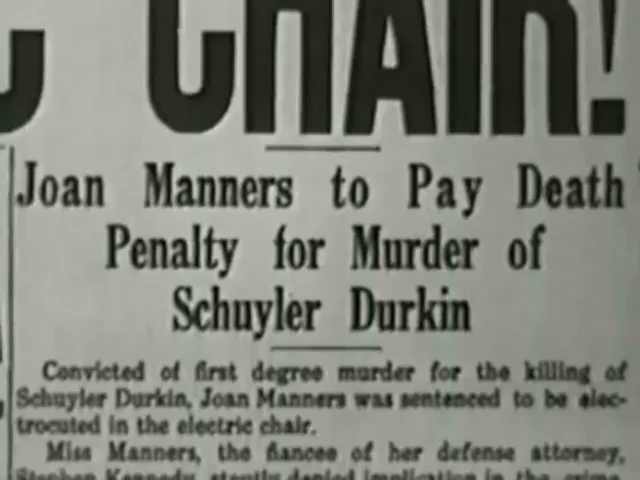 C CHAIR!
Joan Manners to Pay Death
Penalty for Murder of
Schuyler Durkin
Convicted of first degree murder for the killing of
Schuyler Durkin, Joan Manners was sentenced to be elec-
trocuted in the electric chair.
Miss Manners, the fiancee of her defense attorney,
Stephen Kennedy, stoutly denied implication in the crime